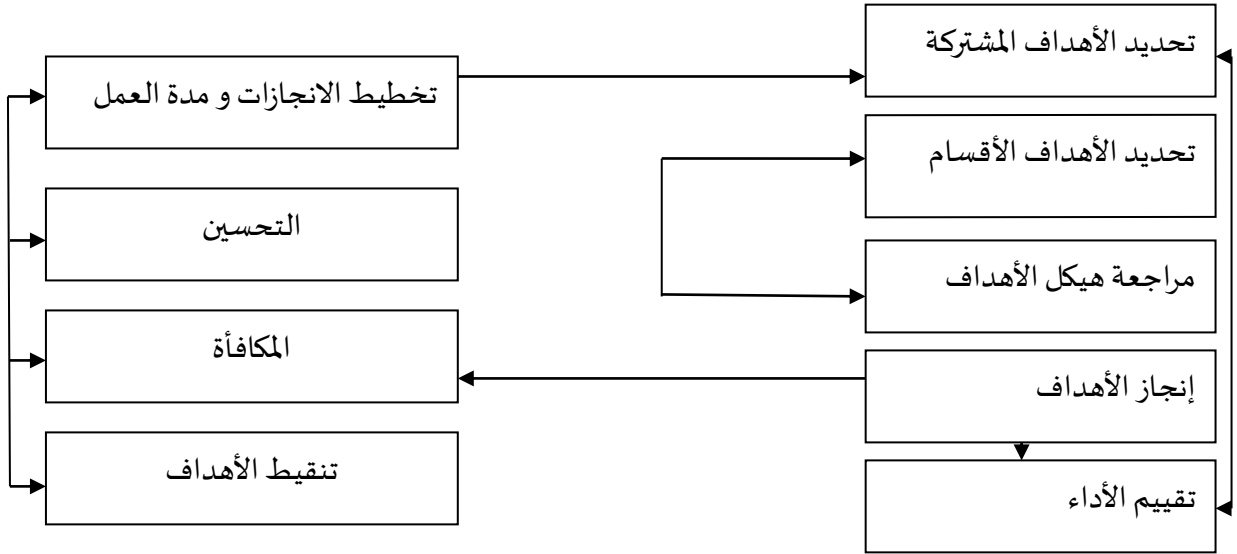 تحديد الأهداف المشتركة
تخطيط الانجازات و مدة العمل
تحديد الأهداف الأقسام
التحسين
مراجعة هيكل الأهداف
المكافأة
إنجاز الأهداف
تنقيط الأهداف
تقييم الأداء